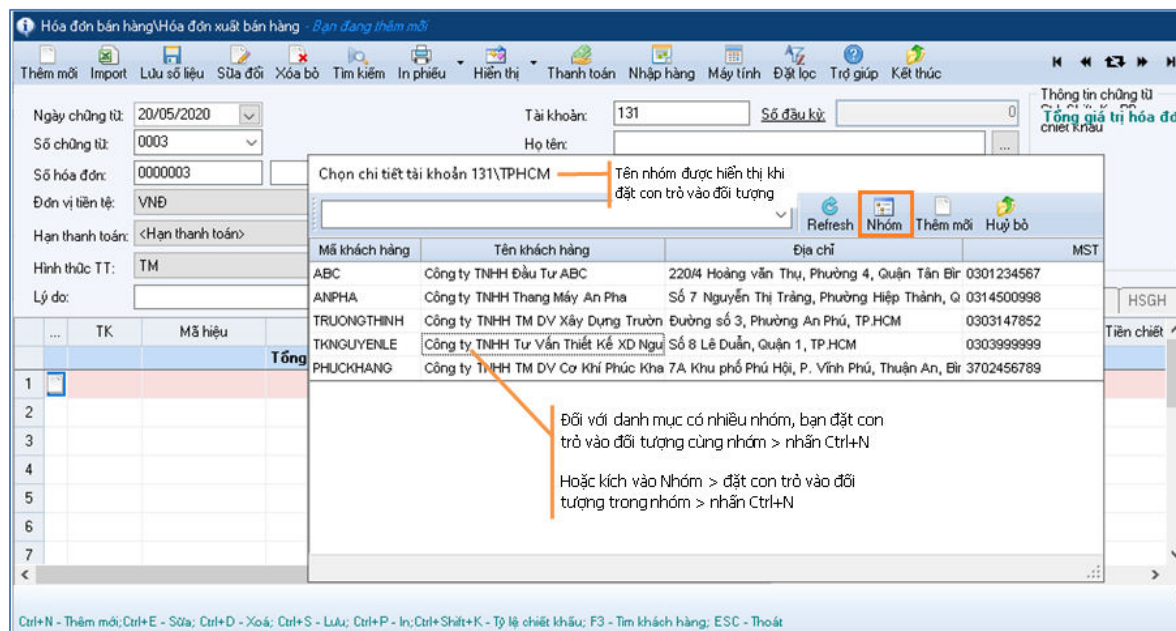 Hóa đơn bán hàng\Hóa đơn xuất bán hàng - Bạn đang thêm mới
Thêm mới Import Lưu số liệu Sửa đổi Xóa bỏ Tìm kiếm In phiếu Hiển thị Thanh toán Nhập hàng Máy tính Đặt lọc Trợ giúp Kết thúc
Thông tin chứng từ
Ngày chứng từ: 20/05/2020 Tài khoản: 131 Số đầu kỳ: 0
Tổng giá trị hóa đơ
chiết khấu
Số chứng từ: 0003 Họ tên: ...
Số hóa đơn: 0000003
Đơn vị tiền tệ: VNĐ
Hạn thanh toán: <Hạn thanh toán>
Hình thức TT: TM
Lý do:
Chọn chi tiết tài khoản 131\TPHCM
Tên nhóm được hiển thị khi
đặt con trỏ vào đối tượng
Refresh Nhóm Thêm mới Huỷ bỏ
Mã khách hàng Tên khách hàng Địa chỉ MST
ABC Công ty TNHH Đầu Tư ABC 220/4 Hoàng văn Thụ, Phường 4, Quận Tân Bìn 0301234567
ANPHA Công ty TNHH Thang Máy An Pha Số 7 Nguyễn Thị Tràng, Phường Hiệp Thành, Q 0314500998
TRUONGTHINH Công ty TNHH TM DV Xây Dựng Trườn Đường số 3, Phường An Phú, TP.HCM 0303147852
TKNGUYENLE Công ty TNHH Tư Vấn Thiết Kế XD Ngu Số 8 Lê Duẩn, Quận 1, TP.HCM 0303999999
PHUCKHANG Công ty TNHH TM DV Cơ Khí Phúc Kha 7A Khu phố Phú Hội, P. Vĩnh Phú, Thuận An, Bìn 3702456789
HSGH
... TK Mã hiệu Tiền chiết
Tổng
1
2
3
4
5
6
7
Đối với danh mục có nhiều nhóm, bạn đặt con
trỏ vào đối tượng cùng nhóm > nhấn Ctrl+N
Hoặc kích vào Nhóm > đặt con trỏ vào đối
tượng trong nhóm > nhấn Ctrl+N
Ctrl+N - Thêm mới;Ctrl+E - Sửa; Ctrl+D - Xoá; Ctrl+S - Lưu; Ctrl+P - In;Ctrl+Shift+K - Tỷ lệ chiết khấu; F3 - Tìm khách hàng; ESC - Thoát